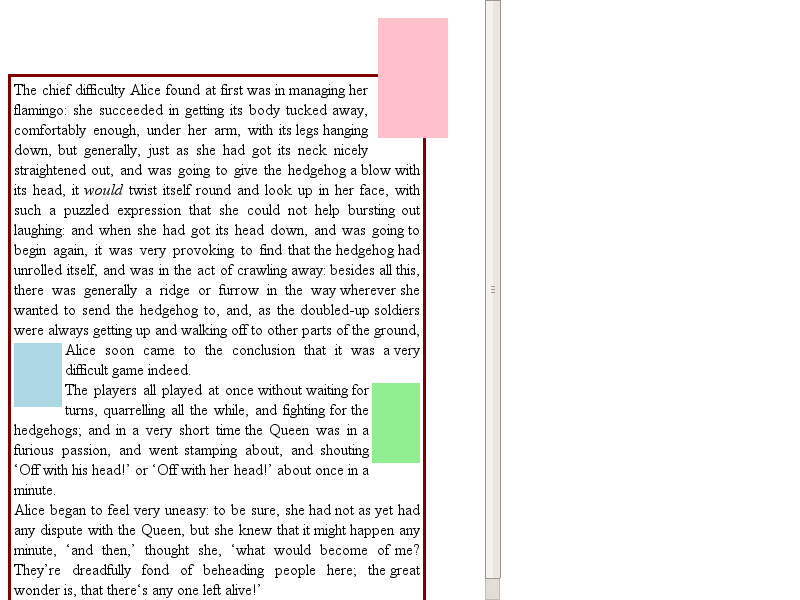 The chief difficulty Alice found at first was in managing her
flamingo: she succeeded in getting its body tucked away,
comfortably enough, under her arm, with its legs hanging
down, but generally, just as she had got its neck nicely
straightened out, and was going to give the hedgehog a blow with
its head, it would twist itself round and look up in her face, with
such a puzzled expression that she could not help bursting out
laughing: and when she had got its head down, and was going to
begin again, it was very provoking to find that the hedgehog had
unrolled itself, and was in the act of crawling away: besides all this,
there was generally a ridge or furrow in the way wherever she
wanted to send the hedgehog to, and, as the doubled-up soldiers
were always getting up and walking off to other parts of the ground,
Alice soon came to the conclusion that it was a very
difficult game indeed.
The players all played at once without waiting for
turns, quarrelling all the while, and fighting for the
hedgehogs; and in a very short time the Queen was in a
furious passion, and went stamping about, and shouting
‘Off with his head!’ or ‘Off with her head!’ about once in a
minute.
Alice began to feel very uneasy: to be sure, she had not as yet had
any dispute with the Queen, but she knew that it might happen any
minute, ‘and then,’ thought she, ‘what would become of me?
They’re dreadfully fond of beheading people here; the great
wonder is, that there‘s any one left alive!’